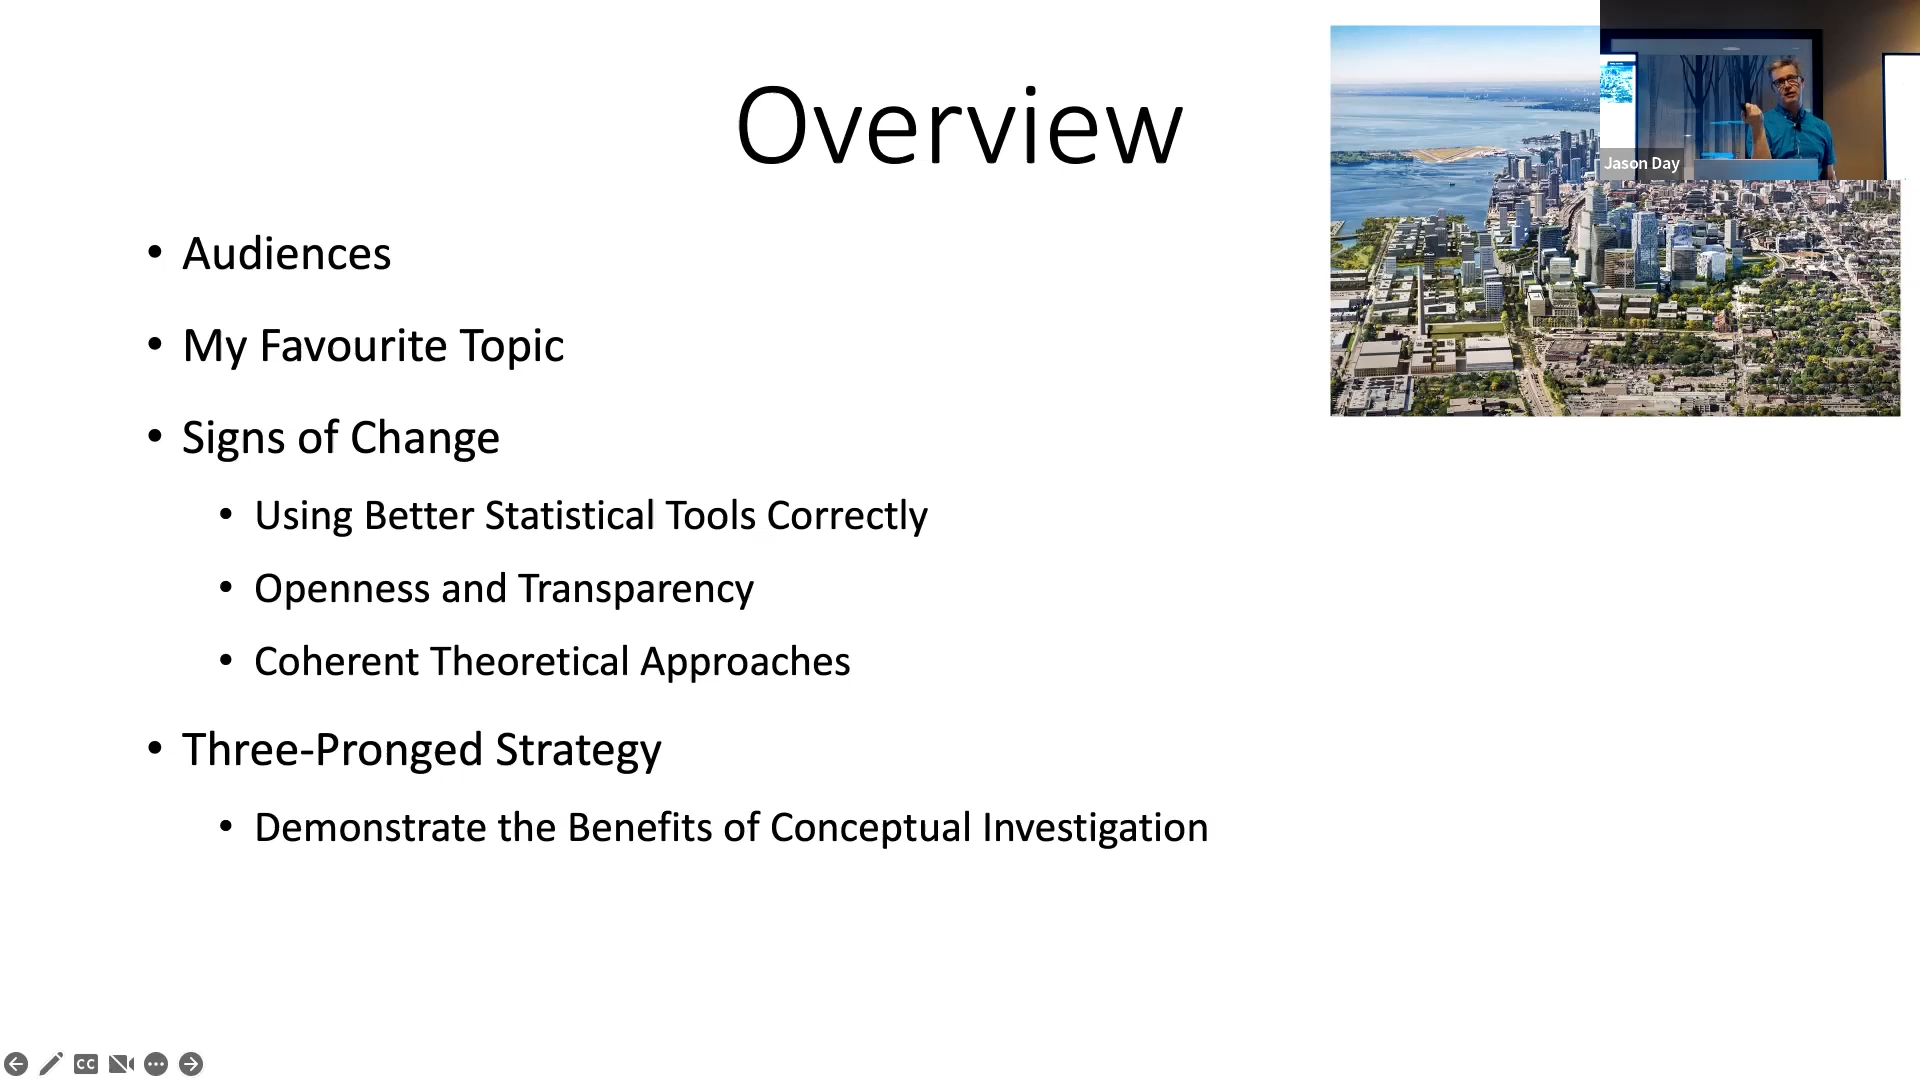 Overview
Jason Day
• Audiences
• My Favourite Topic
• Signs of Change
• Using Better Statistical Tools Correctly
• Openness and Transparency
• Coherent Theoretical Approaches
• Three-Pronged Strategy
• Demonstrate the Benefits of Conceptual Investigation
CC